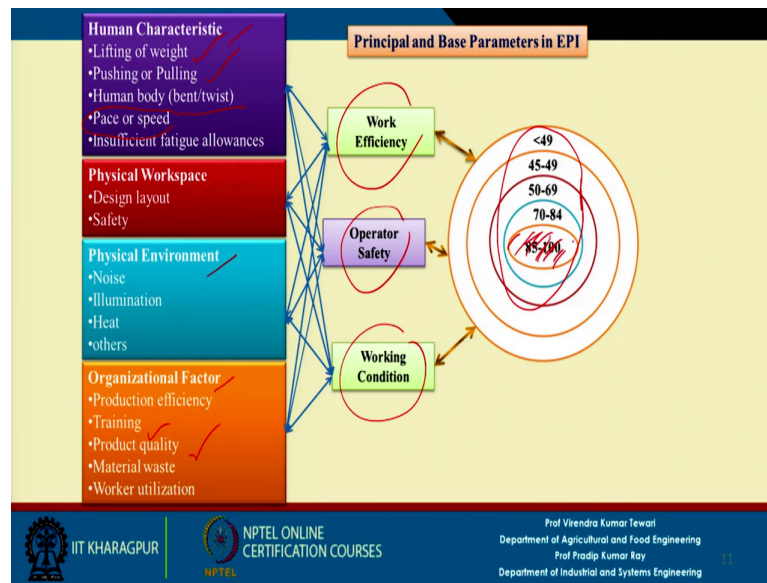 Principal and Base Parameters in EPI
Human Characteristic
•Lifting of weight
•Pushing or Pulling
•Human body (bent/twist)
•Pace or speed
•Insufficient fatigue allowances
Physical Workspace
•Design layout
•Safety
Physical Environment
•Noise
•Illumination
•Heat
•others
Organizational Factor
•Production efficiency
•Training
•Product quality
•Material waste
•Worker utilization
Work
Efficiency
Operator
Safety
Working
Condition
<49
45-49
50-69
70-84
85-100
IIT KHARAGPUR
NPTEL
NPTEL ONLINE
CERTIFICATION COURSES
Prof Virendra Kumar Tewari
Department of Agricultural and Food Engineering
Prof Pradip Kumar Ray
Department of Industrial and Systems Engineering
11